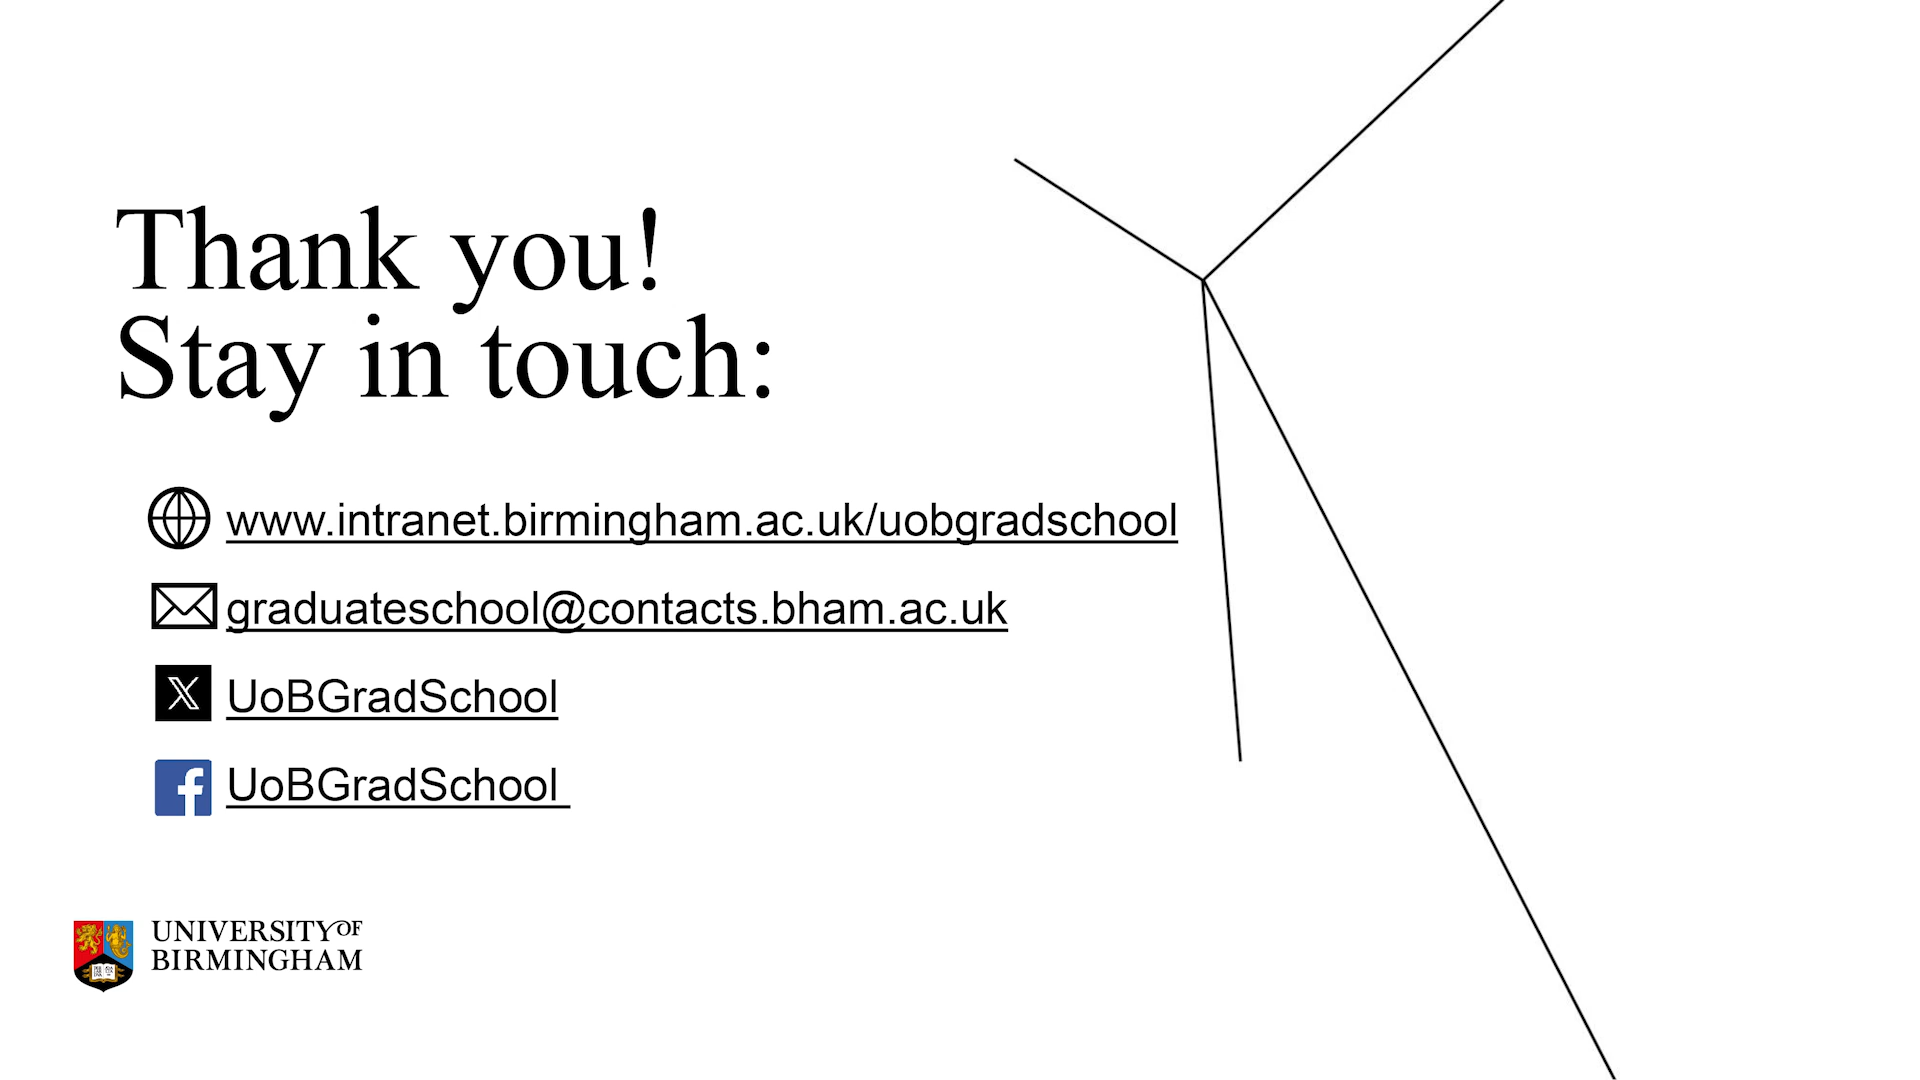 Thank you!
Stay in touch:
www.intranet.birmingham.ac.uk/uobgradschool
graduateschool@contacts.bham.ac.uk
UoBGradSchool
UoBGradSchool
UNIVERSITY OF
BIRMINGHAM